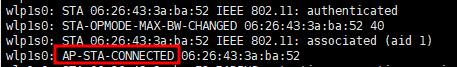 wlp1s0: STA 06:26:43:3a:ba:52 IEEE 802.11: authenticated
wlp1s0: STA-OPMODE-MAX-BW-CHANGED 06:26:43:3a:ba:52 40
wlp1s0: STA 06:26:43:3a:ba:52 IEEE 802.11: associated (aid 1)
wlp1s0: AP-STA-CONNECTED 06:26:43:3a:ba:52